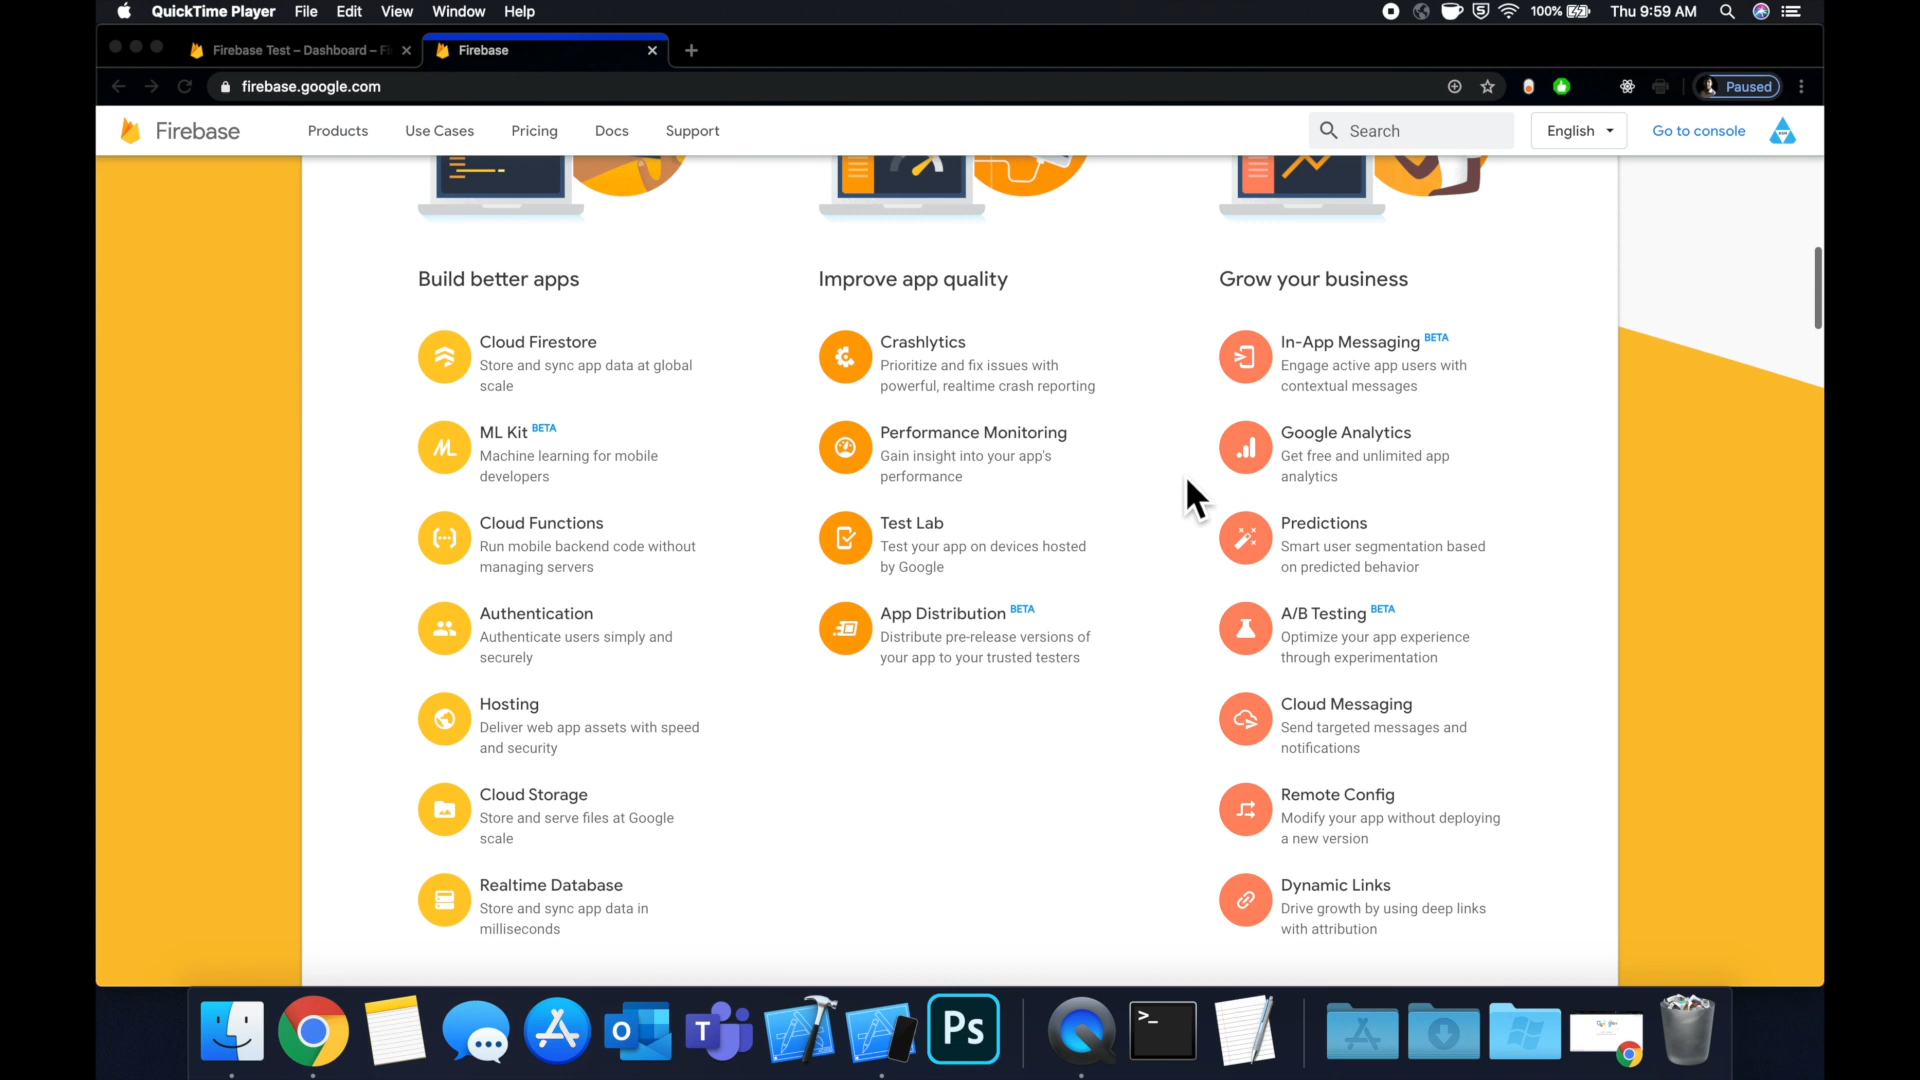 QuickTime Player File Edit View Window Help
100% Thu 9:59 AM
Firebase Test – Dashboard – Fi
Firebase
firebase.google.com
Paused
Firebase
Products Use Cases Pricing Docs Support
Search
English
Go to console
Build better apps
Cloud Firestore
Store and sync app data at global
scale
ML Kit BETA
Machine learning for mobile
developers
Cloud Functions
Run mobile backend code without
managing servers
Authentication
Authenticate users simply and
securely
Hosting
Deliver web app assets with speed
and security
Cloud Storage
Store and serve files at Google
scale
Realtime Database
Store and sync app data in
milliseconds
Improve app quality
Crashlytics
Prioritize and fix issues with
powerful, realtime crash reporting
Performance Monitoring
Gain insight into your app's
performance
Test Lab
Test your app on devices hosted
by Google
App Distribution BETA
Distribute pre-release versions of
your app to your trusted testers
Grow your business
In-App Messaging BETA
Engage active app users with
contextual messages
Google Analytics
Get free and unlimited app
analytics
Predictions
Smart user segmentation based
on predicted behavior
A/B Testing BETA
Optimize your app experience
through experimentation
Cloud Messaging
Send targeted messages and
notifications
Remote Config
Modify your app without deploying
a new version
Dynamic Links
Drive growth by using deep links
with attribution
Ps